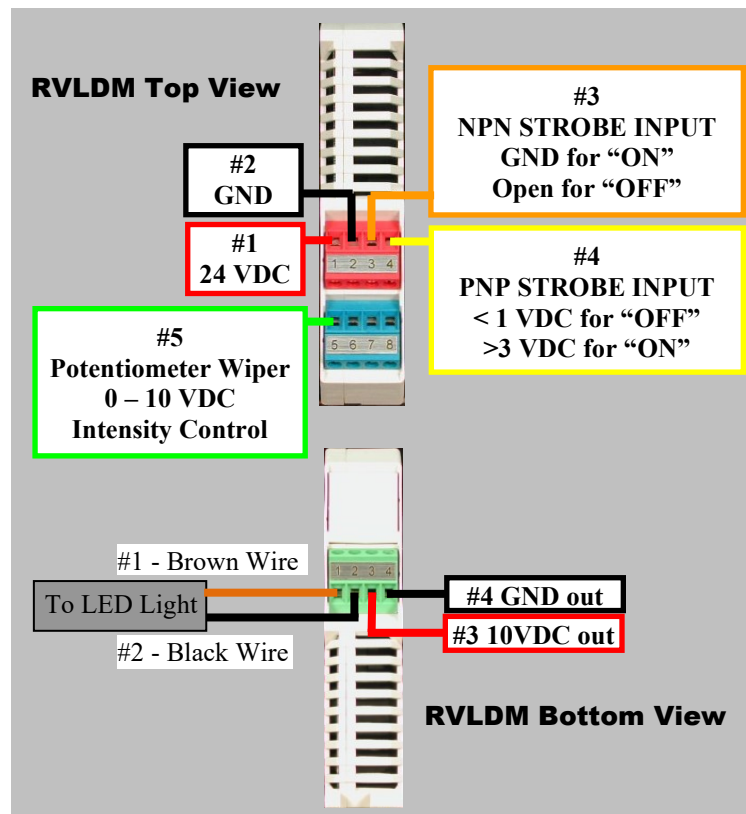 RVLDM Top View
#2
GND
#1
24 VDC
#3
NPN STROBE INPUT
GND for “ON”
Open for “OFF”
#4
PNP STROBE INPUT
< 1 VDC for “OFF”
>3 VDC for “ON”
1 2 3 4
5 6 7 8
#5
Potentiometer Wiper
0 – 10 VDC
Intensity Control
1 2 3 4
#1 - Brown Wire
To LED Light
#2 - Black Wire
#4 GND out
#3 10VDC out
RVLDM Bottom View